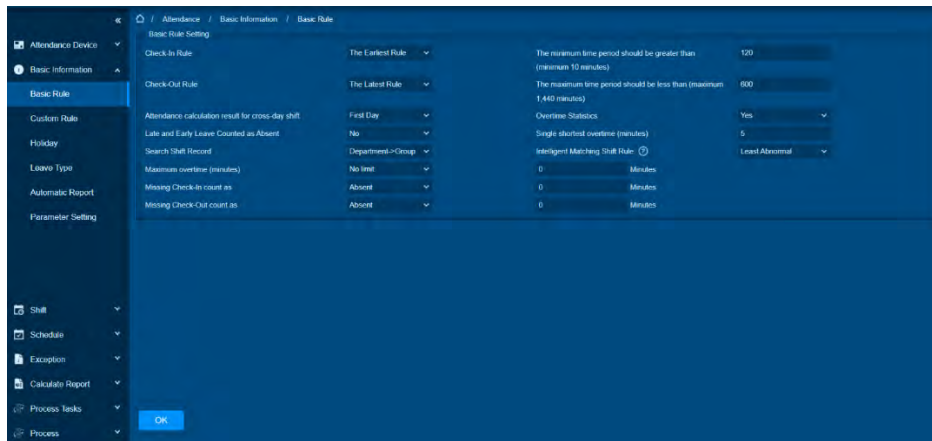 «
Attendance / Basic Information / Basic Rule
Basic Rule Setting
Attendance Device
Basic Information
Basic Rule
Custom Rule
Holiday
Leave Type
Automatic Report
Parameter Setting
Shift
Schedule
Exception
Calculate Report
Process Tasks
Process
Check-In Rule The Earliest Rule The minimum time period should be greater than 120
(minimum 10 minutes)
Check-Out Rule The Latest Rule The maximum time period should be less than (maximum 600
1,440 minutes)
Attendance calculation result for cross-day shift First Day Overtime Statistics Yes
Late and Early Leave Counted as Absent No Single shortest overtime (minutes) 5
Search Shift Record Department->Group Intelligent Matching Shift Rule ? Least Abnormal
Maximum overtime (minutes) No limit 0 Minutes
Missing Check-In count as Absent 0 Minutes
Missing Check-Out count as Absent 0 Minutes
OK